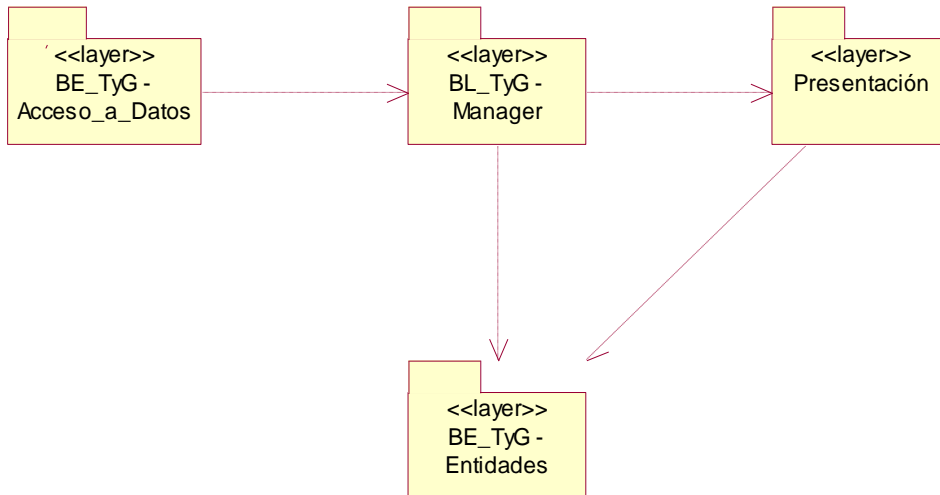 <<layer>>
BE_TyG -
Acceso_a_Datos
<<layer>>
BL_TyG -
Manager
<<layer>>
Presentación
<<layer>>
BE_TyG -
Entidades